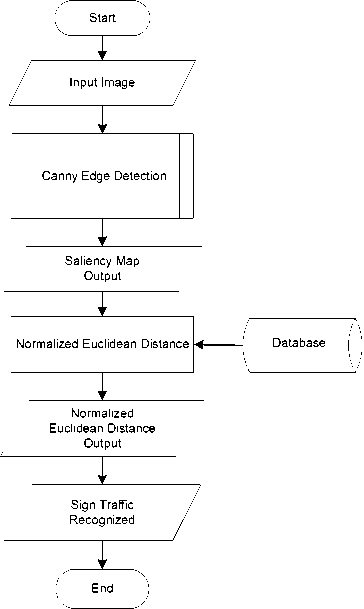 Start
Input Image
Canny Edge Detection
Saliency Map
Output
Normalized Euclidean Distance
Database
Normalized
Euclidean Distance
Output
Sign Traffic
Recognized
End